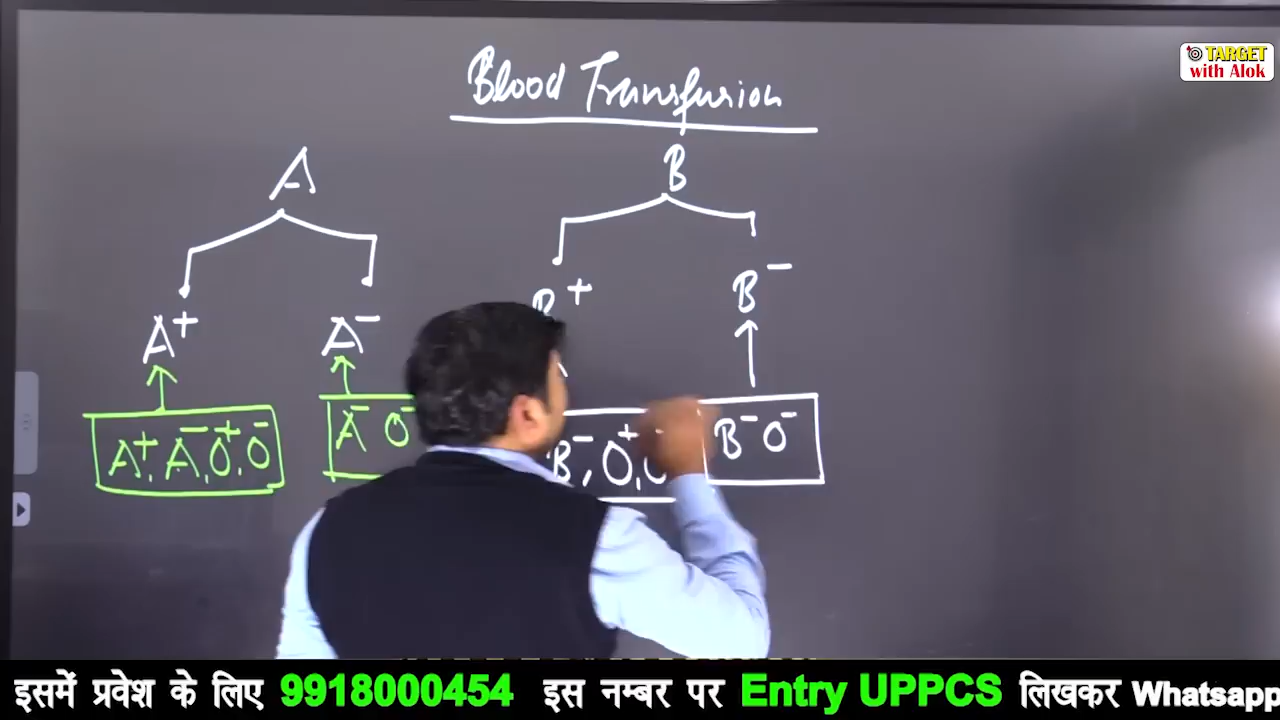 TARGET
with Alok
Blood Transfusion
A B
A+ A- B+ B-
A+, A-, O+, O- A- O- B-, O+, B- O-
इसमें प्रवेश के लिए 9918000454 इस नम्बर पर Entry UPPCS लिखकर Whatsapp